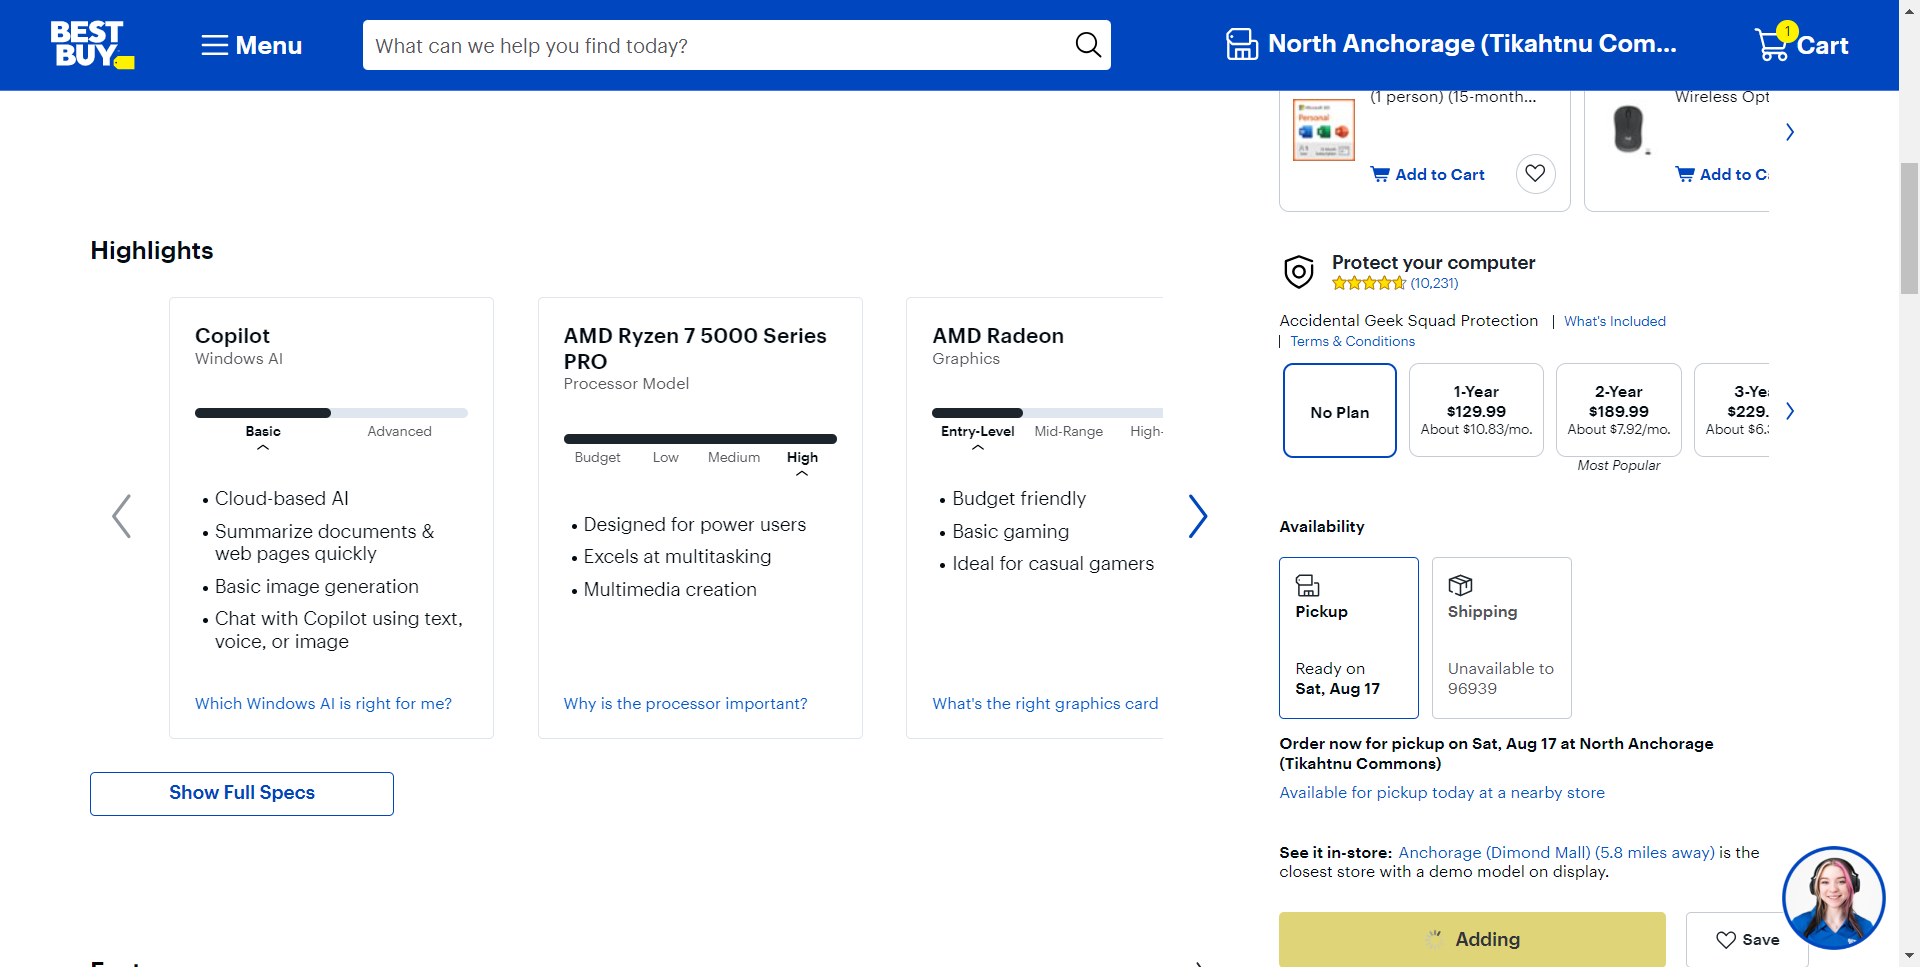 BEST
BUY
Menu
What can we help you find today?
North Anchorage (Tikahtnu Com...
1
Cart
(1 person) (15-month...
Add to Cart
Wireless Opt
Add to Ca
Highlights
Copilot
Windows AI
Basic
Advanced
Cloud-based AI
Summarize documents &
web pages quickly
Basic image generation
Chat with Copilot using text,
voice, or image
Which Windows AI is right for me?
AMD Ryzen 7 5000 Series
PRO
Processor Model
Budget
Low
Medium
High
Designed for power users
Excels at multitasking
Multimedia creation
Why is the processor important?
AMD Radeon
Graphics
Entry-Level
Mid-Range
High-
Budget friendly
Basic gaming
Ideal for casual gamers
What's the right graphics card
Show Full Specs
Protect your computer
(10,231)
Accidental Geek Squad Protection | What's Included
| Terms & Conditions
No Plan
1-Year
$129.99
About $10.83/mo.
2-Year
$189.99
About $7.92/mo.
Most Popular
3-Yea
$229.
About $6.3
Availability
Pickup
Ready on
Sat, Aug 17
Shipping
Unavailable to
96939
Order now for pickup on Sat, Aug 17 at North Anchorage
(Tikahtnu Commons)
Available for pickup today at a nearby store
See it in-store: Anchorage (Dimond Mall) (5.8 miles away) is the
closest store with a demo model on display.
Adding
Save